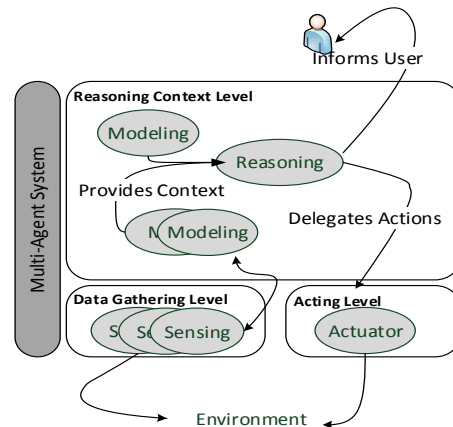 Informs User
Multi-Agent System
Reasoning Context Level
Modeling
Reasoning
Provides Context
M Modeling
Delegates Actions
Data Gathering Level
S Se Sensing
Acting Level
Actuator
Environment